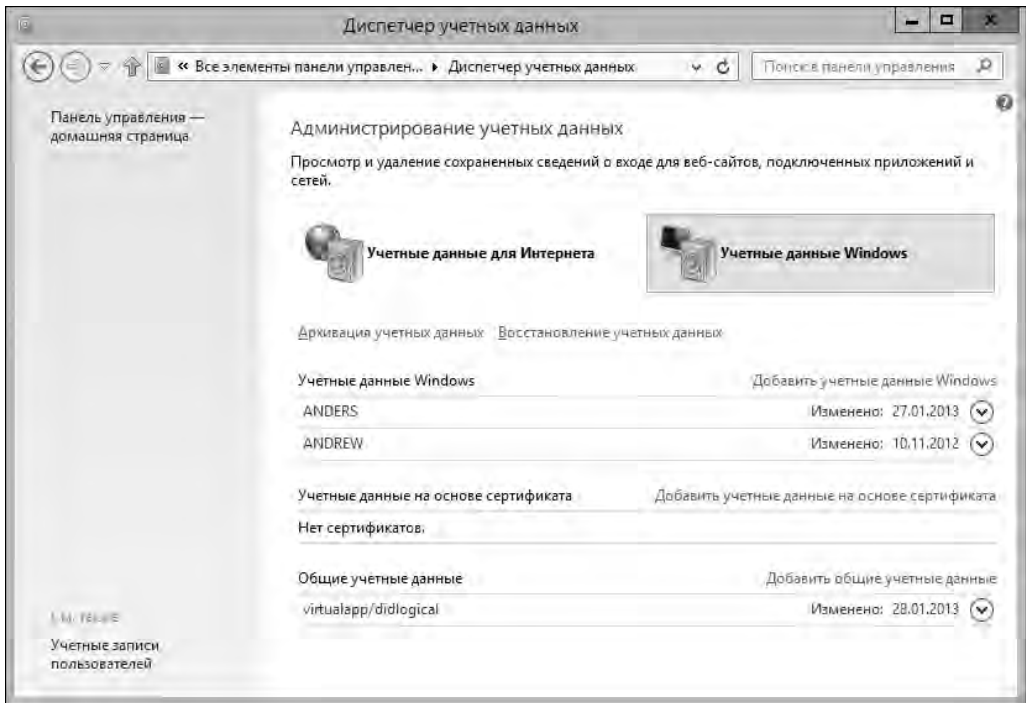 Диспетчер учетных данных
« Все элементы панели управлен... ▸ Диспетчер учетных данных
Поиск в панели управления
Панель управления —
домашняя страница
Администрирование учетных данных
Просмотр и удаление сохраненных сведений о входе для веб-сайтов, подключенных приложений и
сетей.
Учетные данные для Интернета
Учетные данные Windows
Архивация учетных данных Восстановление учетных данных
Учетные данные Windows Добавить учетные данные Windows
ANDERS Изменено: 27.01.2013
ANDREW Изменено: 10.11.2012
Учетные данные на основе сертификата Добавить учетные данные на основе сертификата
Нет сертификатов.
Общие учетные данные Добавить общие учетные данные
virtualapp/didlogical Изменено: 28.01.2013
Учетные записи
пользователей